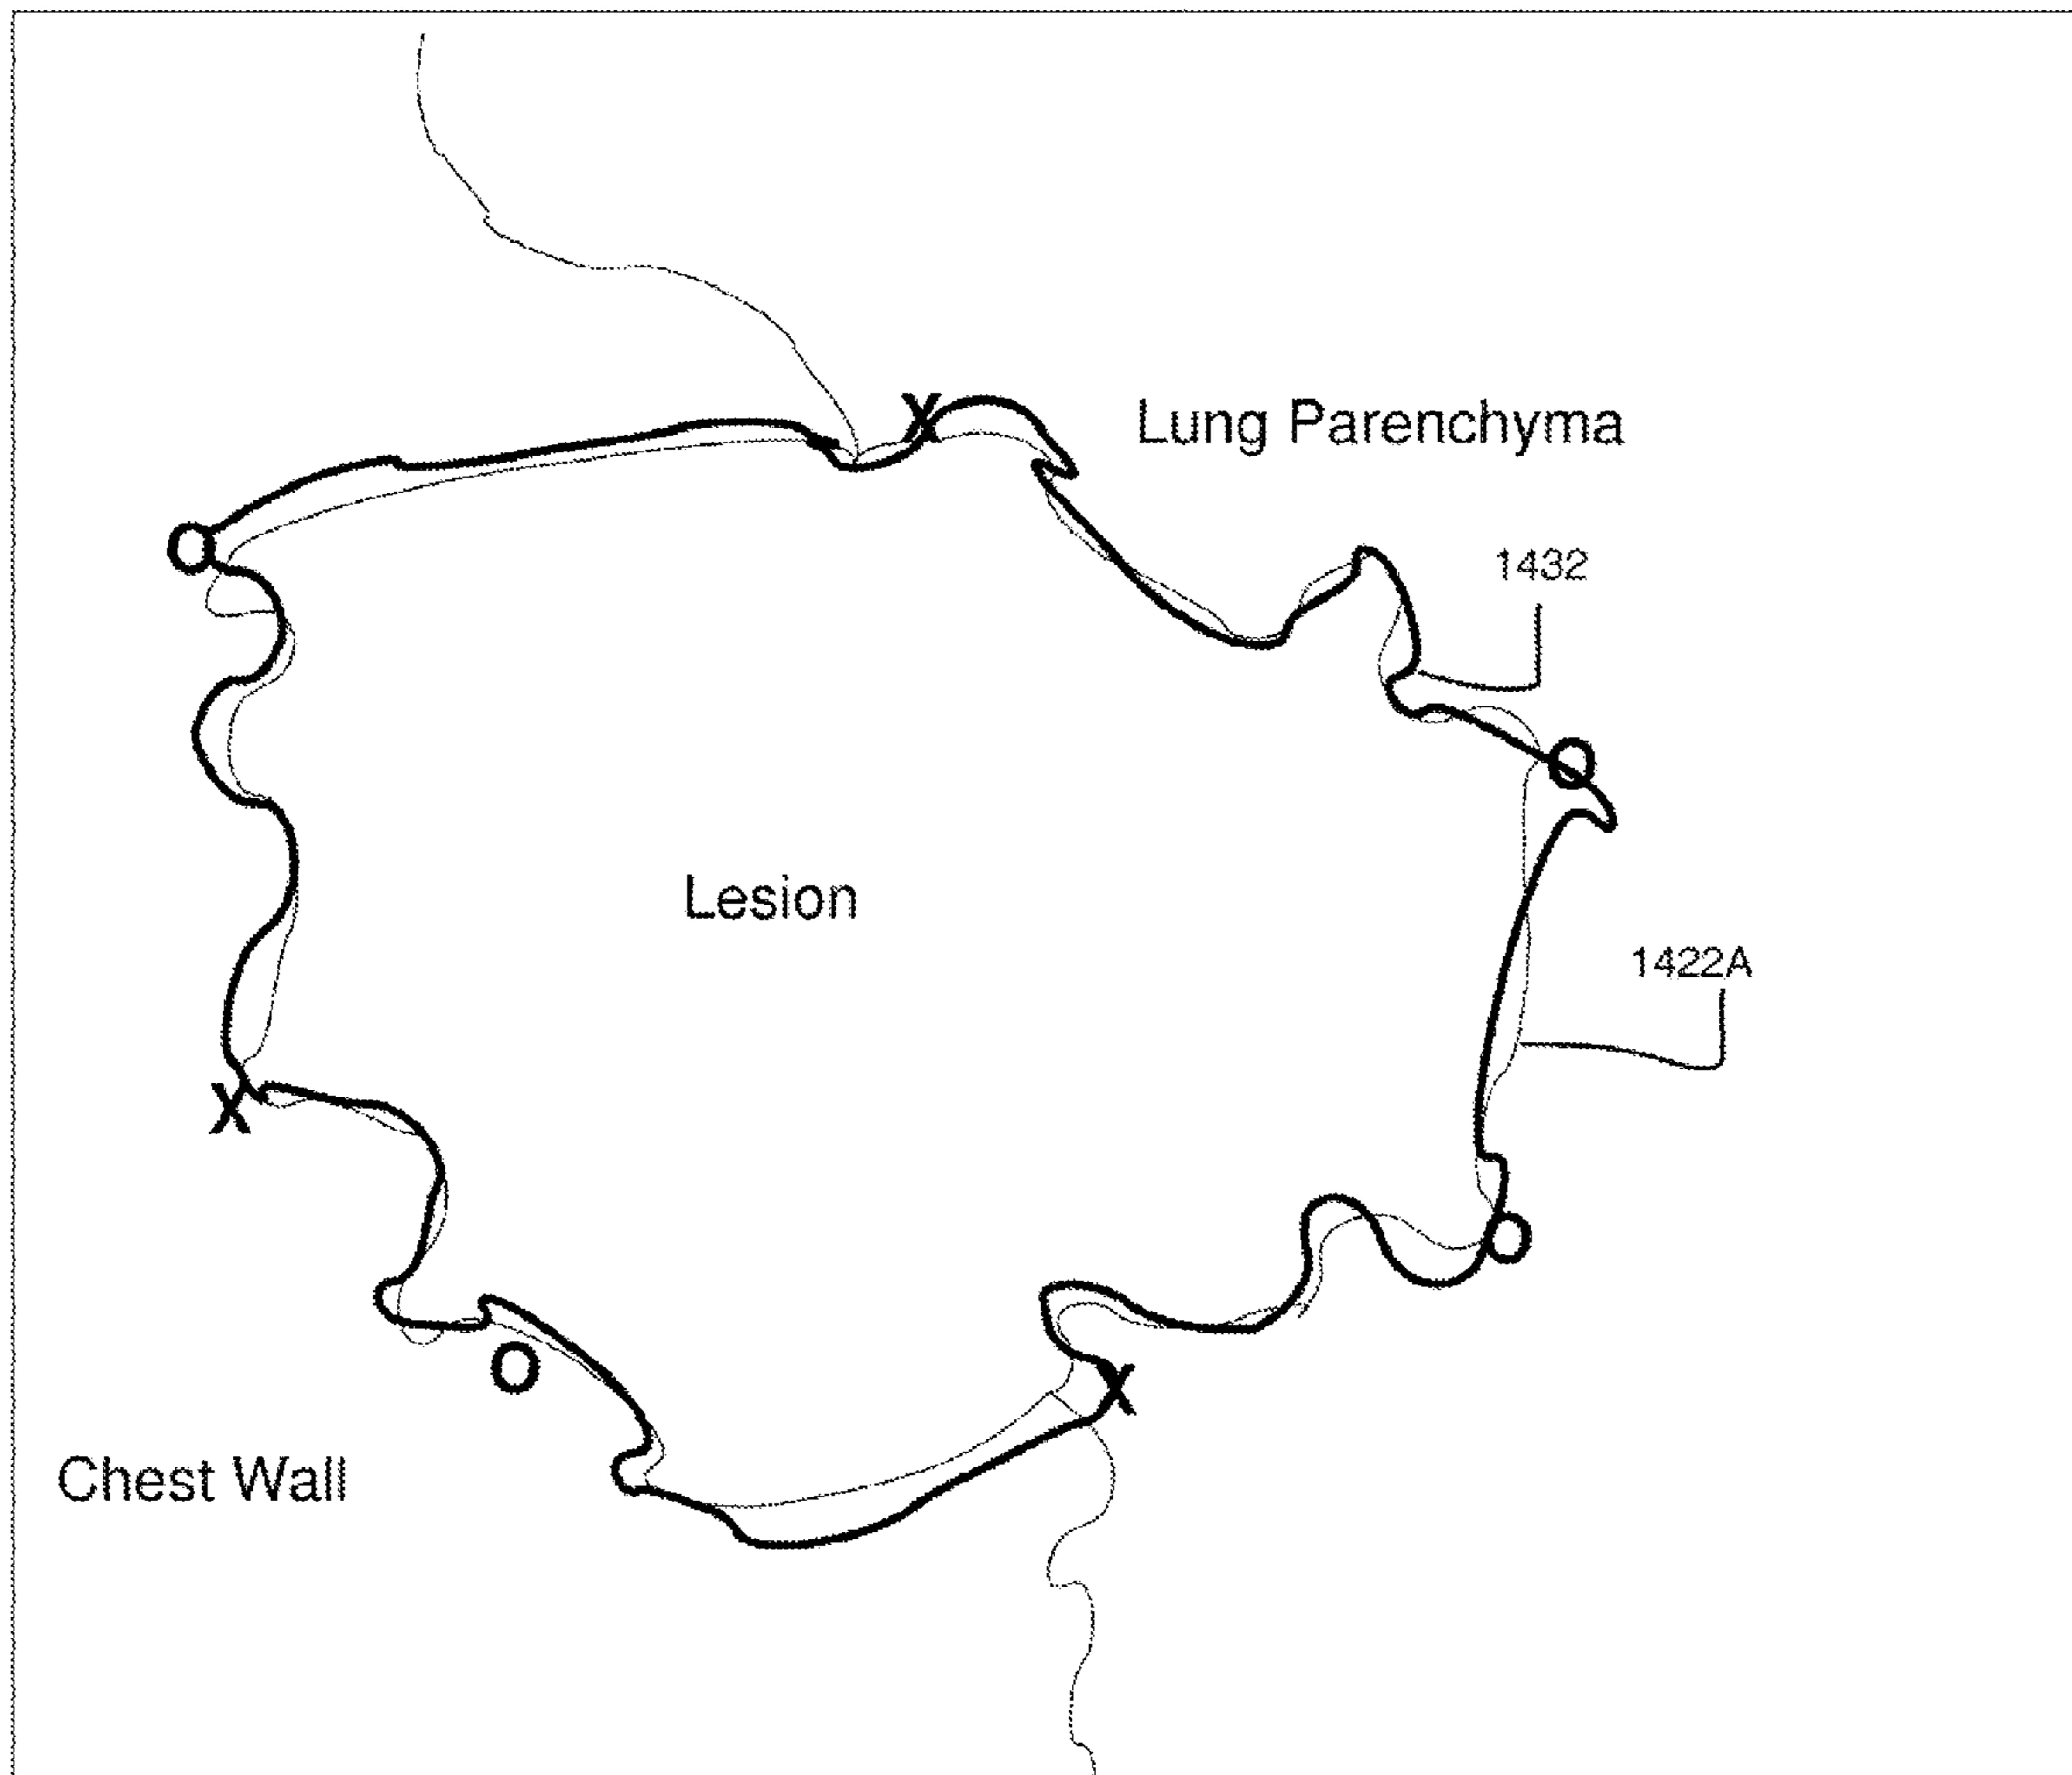 X
Lung Parenchyma
O
1432
O
Lesion
1422A
X
O
O
X
Chest Wall